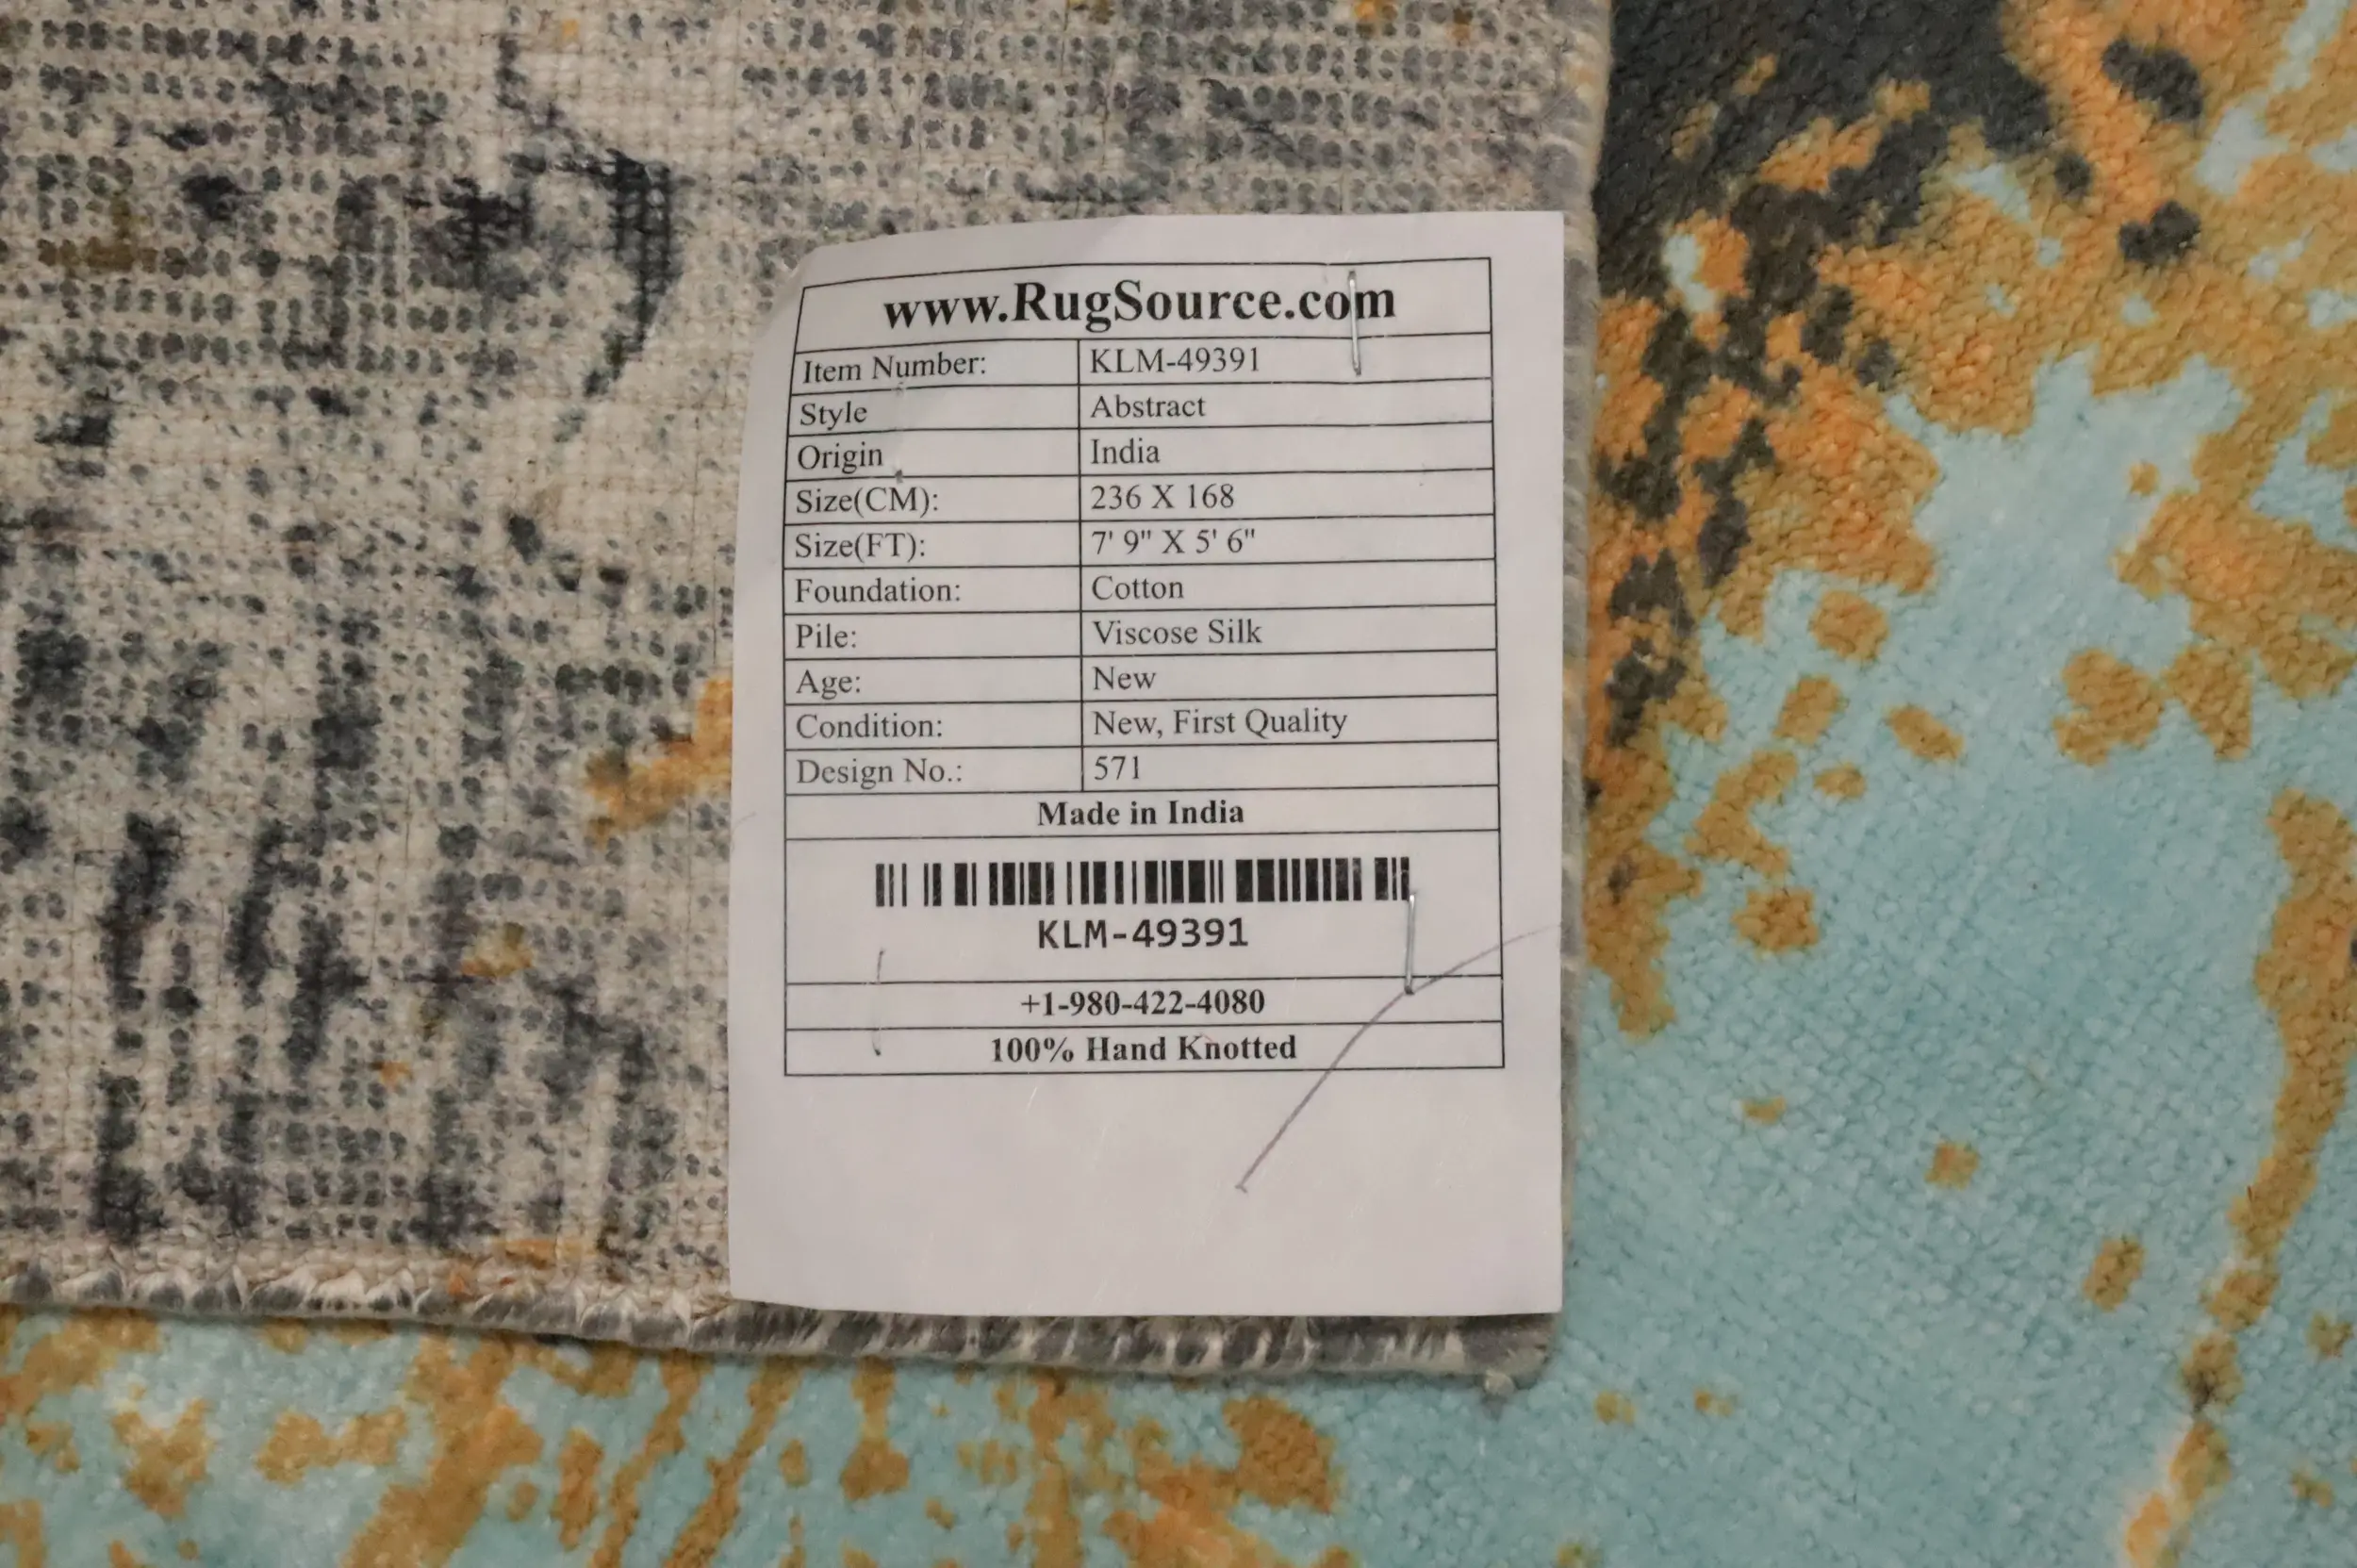 www.RugSource.com
Item Number: KLM-49391
Style Abstract
Origin India
Size(CM): 236 X 168
Size(FT): 7' 9" X 5' 6"
Foundation: Cotton
Pile: Viscose Silk
Age: New
Condition: New, First Quality
Design No.: 571
Made in India
KLM-49391
+1-980-422-4080
100% Hand Knotted